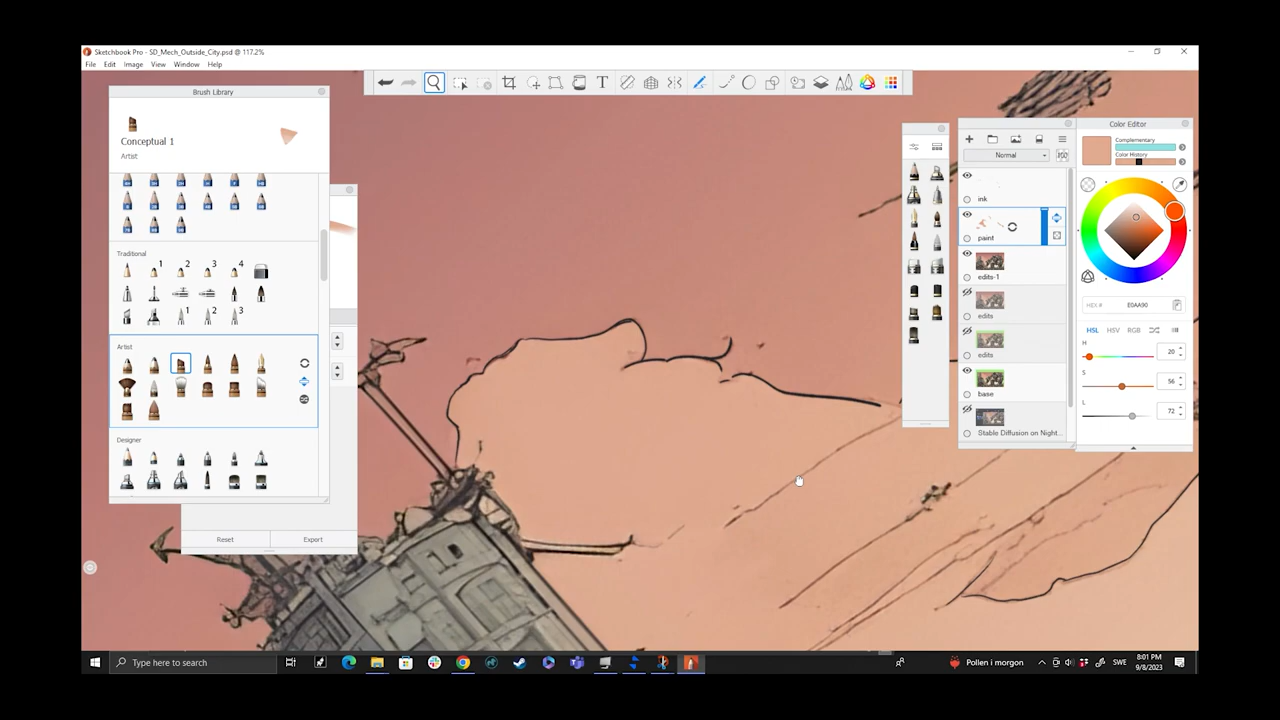 Sketchbook Pro - SD_Mech_Outside_City.psd @ 117.2%
File Edit Image View Window Help
Brush Library
Conceptual 1
Artist
Traditional
1 2 3 4
1 2 3
Artist
Designer
Reset Export
Normal
ink
paint
edits-1
edits
edits
base
Stable Diffusion on Night...
Color Editor
Complementary
Color History
HEX # E0AA90
HSL HSV RGB
H 20
S 56
L 72
Type here to search
Pollen i morgon
SWE
8:01 PM
9/8/2023